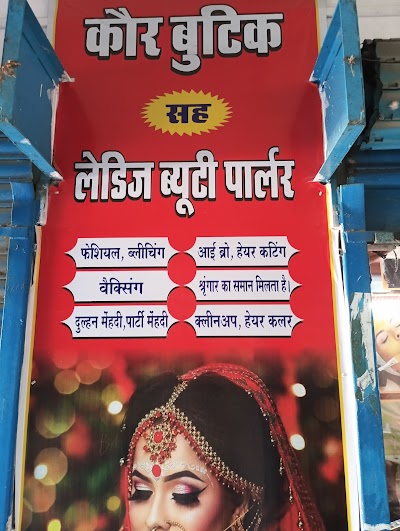 कौर बुटिक
सह
लेडिज ब्यूटी पार्लर
फेशियल, ब्लीचिंग
आई ब्रो, हेयर कटिंग
वैक्सिंग
श्रृंगार का समान मिलता है।
दुल्हन मेंहदी,पार्टी मेंहदी
क्लीनअप, हेयर कलर